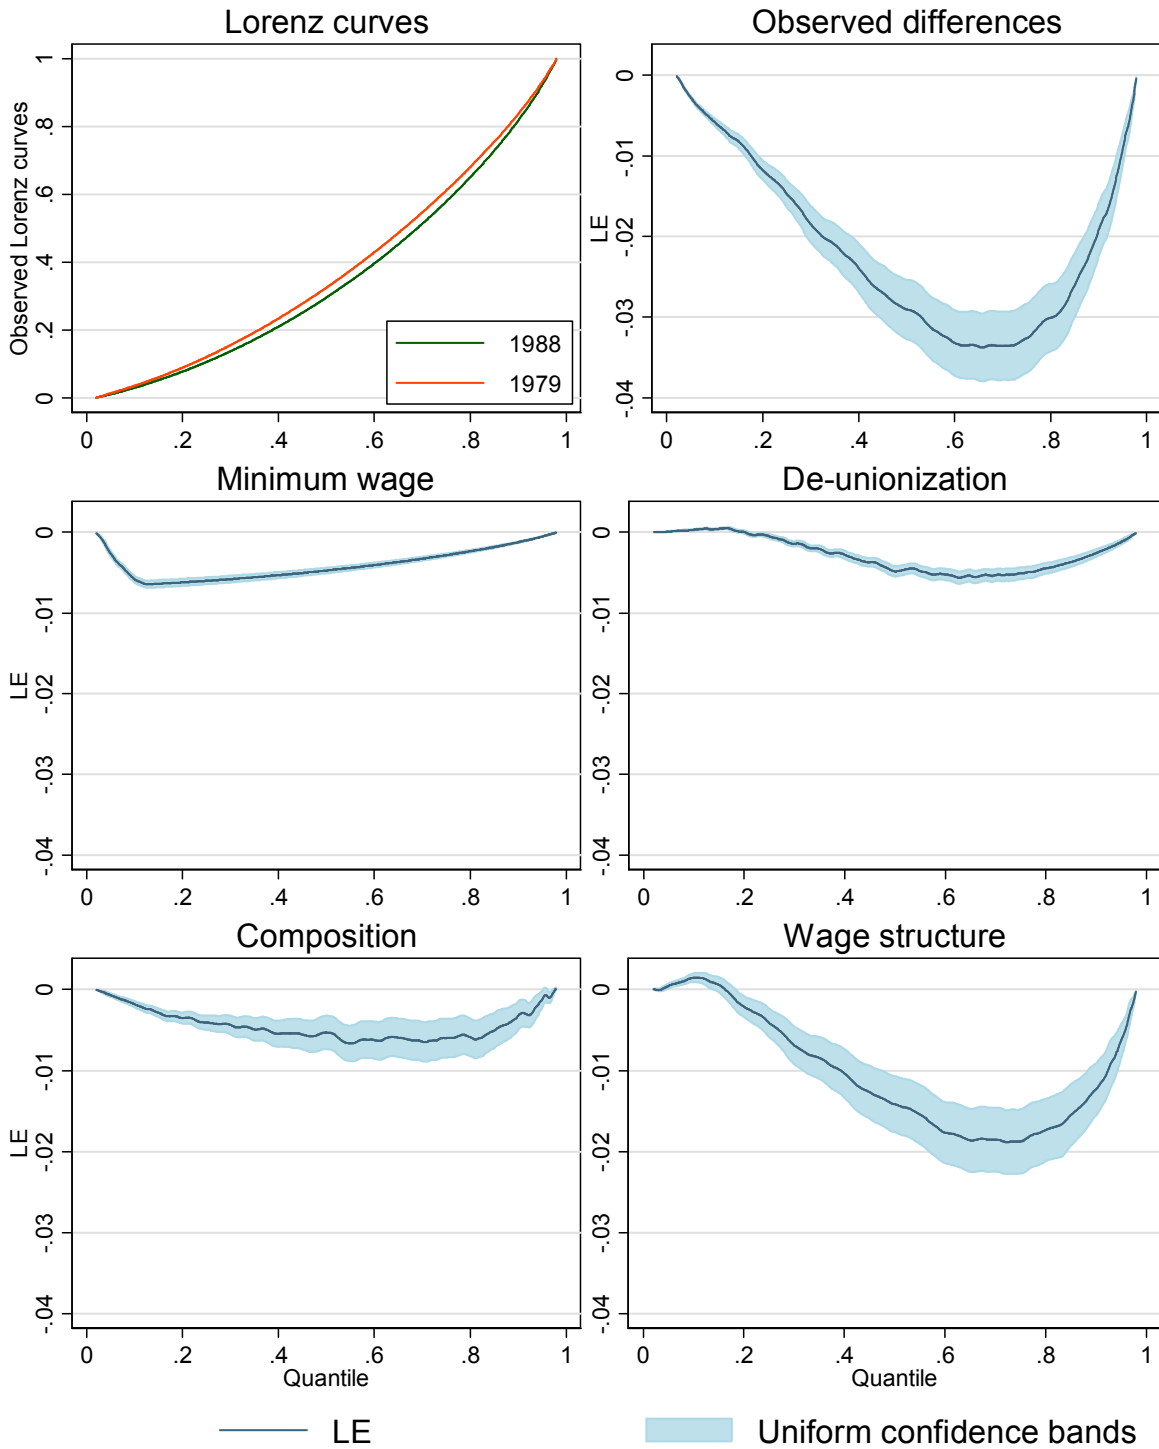 Lorenz curves
Observed Lorenz curves
1
.8
.6
.4
.2
0
1988
1979
0 .2 .4 .6 .8 1
Observed differences
LE
0
-.01
-.02
-.03
-.04
0 .2 .4 .6 .8 1
Minimum wage
LE
0
-.01
-.02
-.03
-.04
0 .2 .4 .6 .8 1
De-unionization
0
-.01
-.02
-.03
-.04
0 .2 .4 .6 .8 1
Composition
LE
0
-.01
-.02
-.03
-.04
0 .2 .4 .6 .8 1
Quantile
Wage structure
0
-.01
-.02
-.03
-.04
0 .2 .4 .6 .8 1
Quantile
LE
Uniform confidence bands